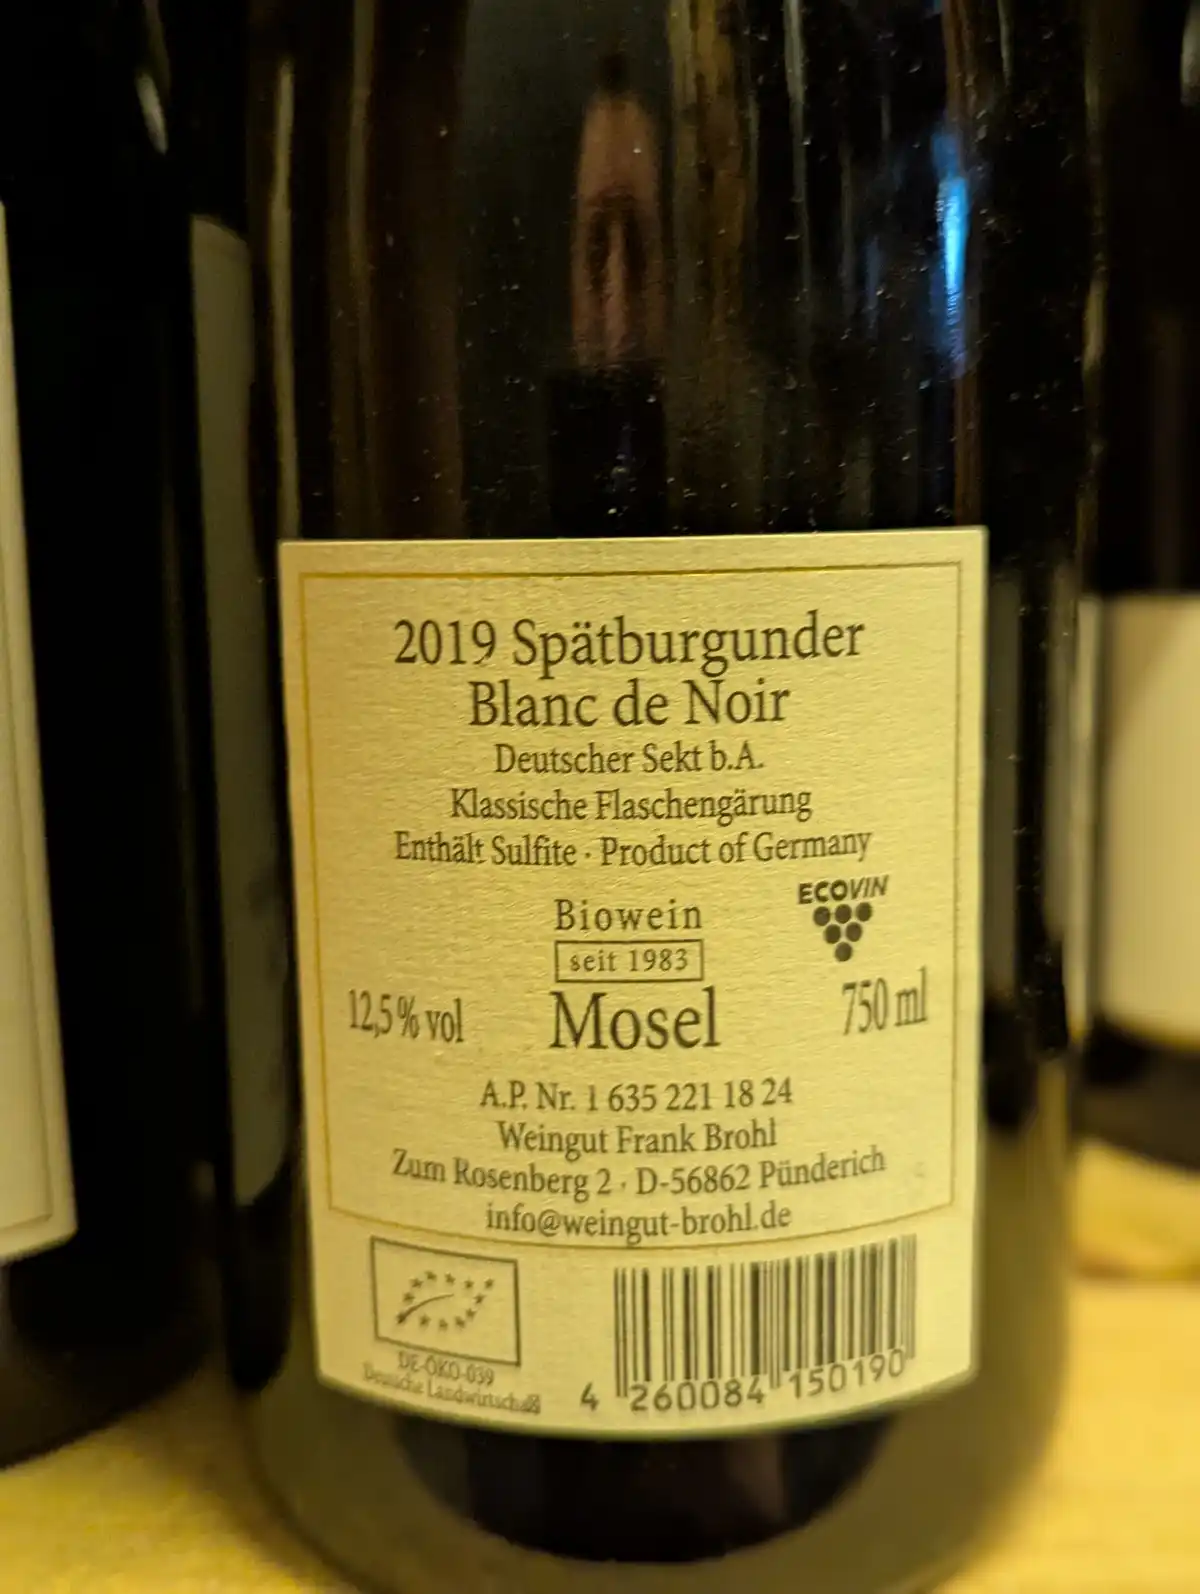 2019 Spätburgunder
Blanc de Noir
Deutscher Sekt b.A.
Klassische Flaschengärung
Enthält Sulfite · Product of Germany
ECOVIN
Biowein
seit 1983
12,5 % vol Mosel 750 ml
A.P. Nr. 1 635 221 18 24
Weingut Frank Brohl
Zum Rosenberg 2 · D-56862 Pünderich
info@weingut-brohl.de
DE-ÖKO-039
Deutsche Landwirtschaft
4 260084 150190